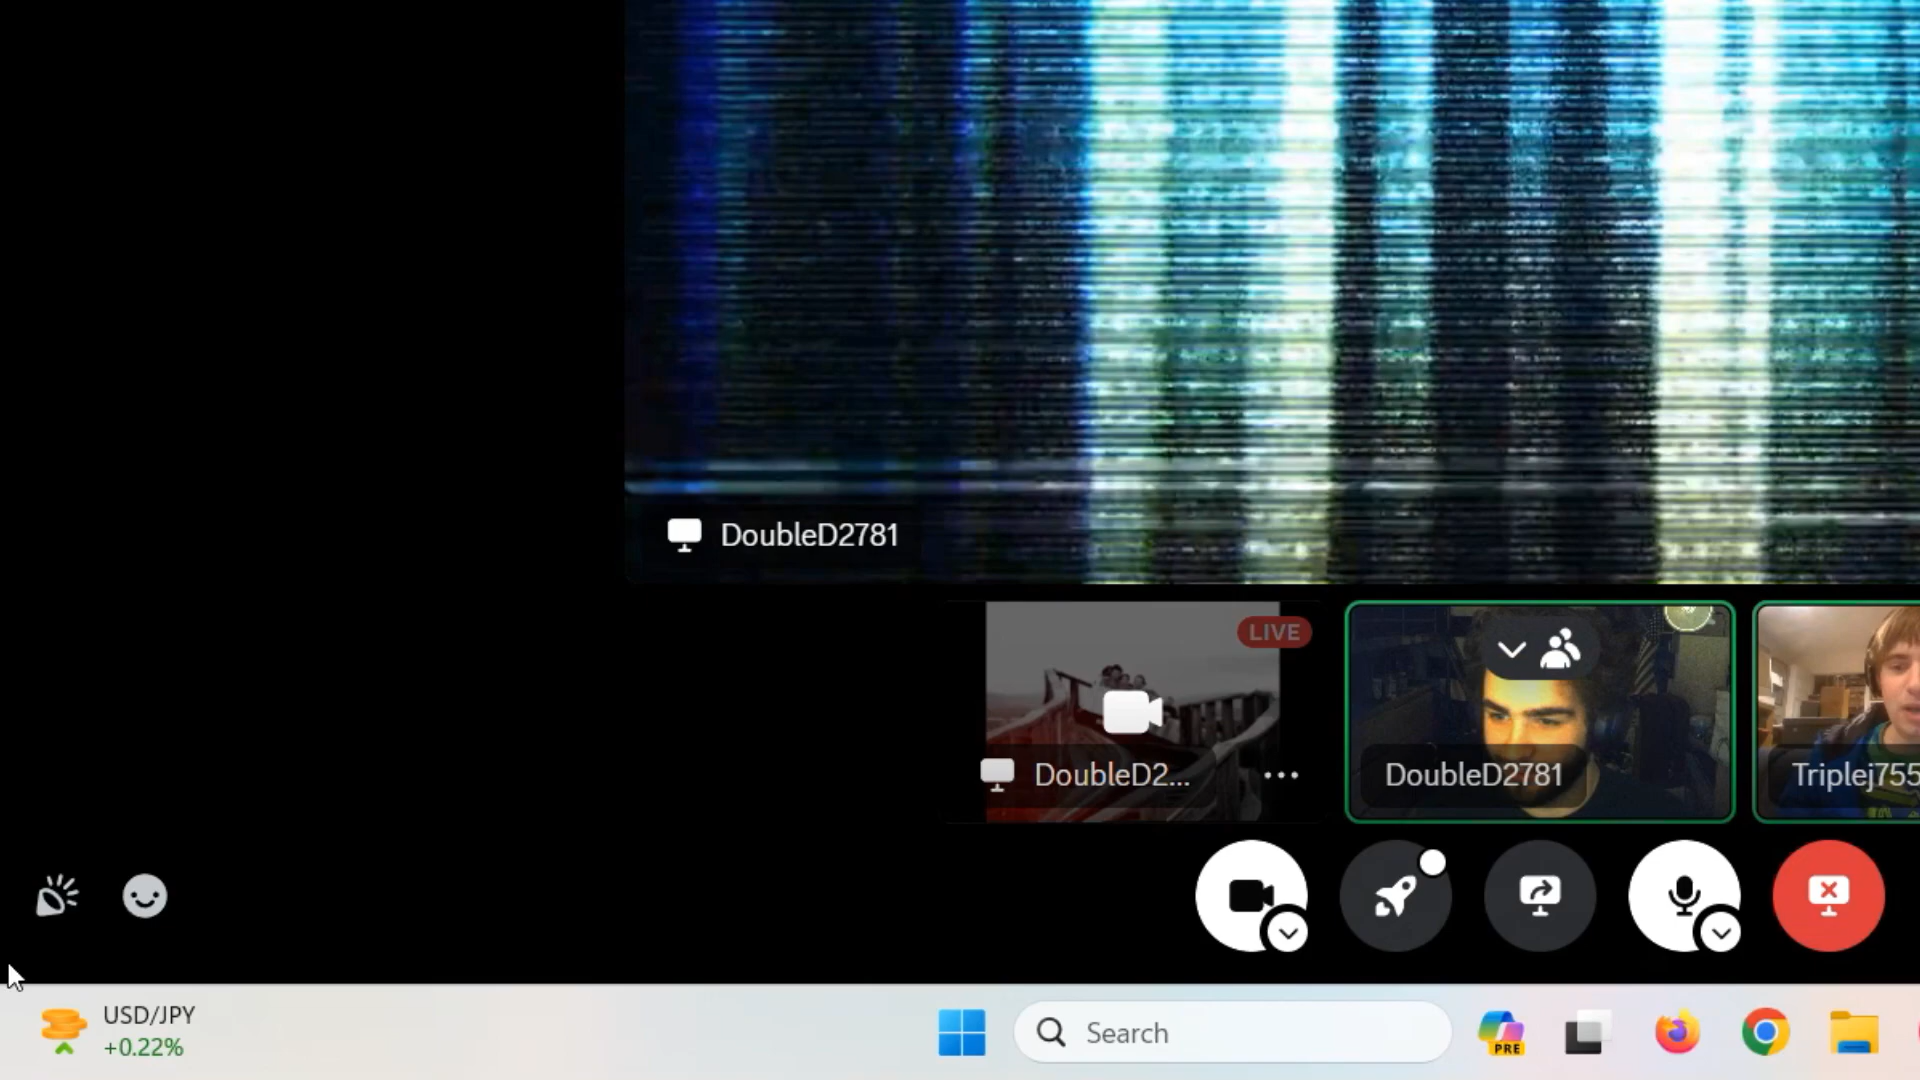 DoubleD2781
LIVE
DoubleD2...
DoubleD2781
Triplej755
USD/JPY
+0.22%
Search
PRE